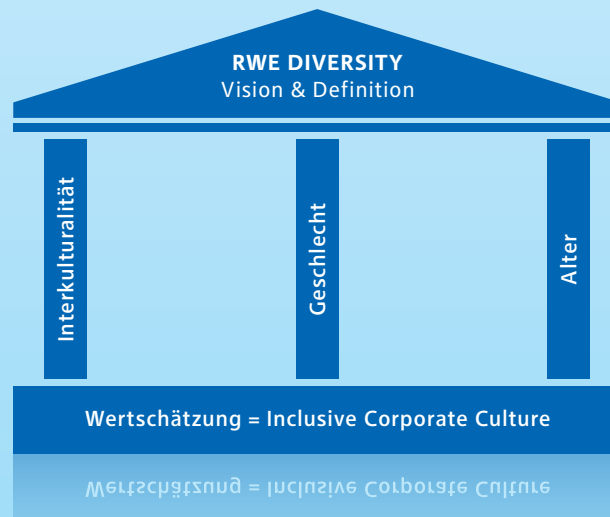 RWE DIVERSITY
Vision & Definition
Interkulturalität
Geschlecht
Alter
Wertschätzung = Inclusive Corporate Culture
Wertschätzung = Inclusive Corporate Culture